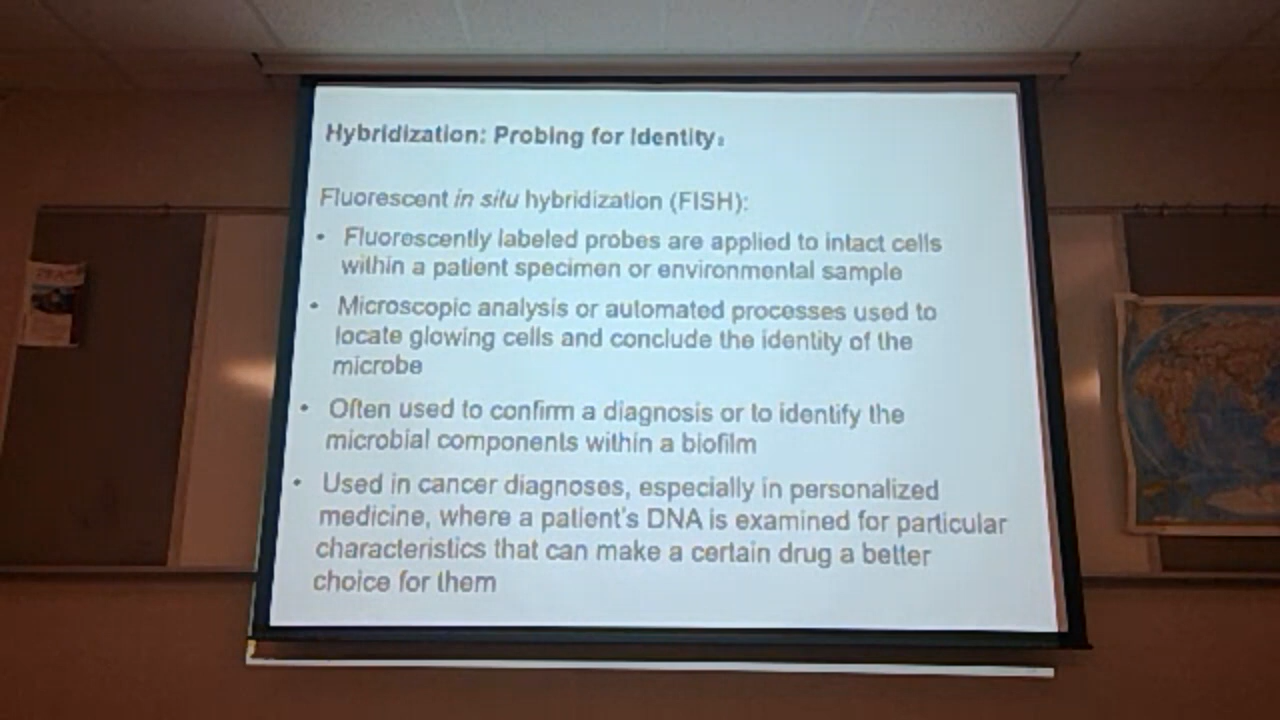 Hybridization: Probing for Identity₂
Fluorescent in situ hybridization (FISH):
• Fluorescently labeled probes are applied to intact cells
within a patient specimen or environmental sample
• Microscopic analysis or automated processes used to
locate glowing cells and conclude the identity of the
microbe
• Often used to confirm a diagnosis or to identify the
microbial components within a biofilm
• Used in cancer diagnoses, especially in personalized
medicine, where a patient's DNA is examined for particular
characteristics that can make a certain drug a better
choice for them